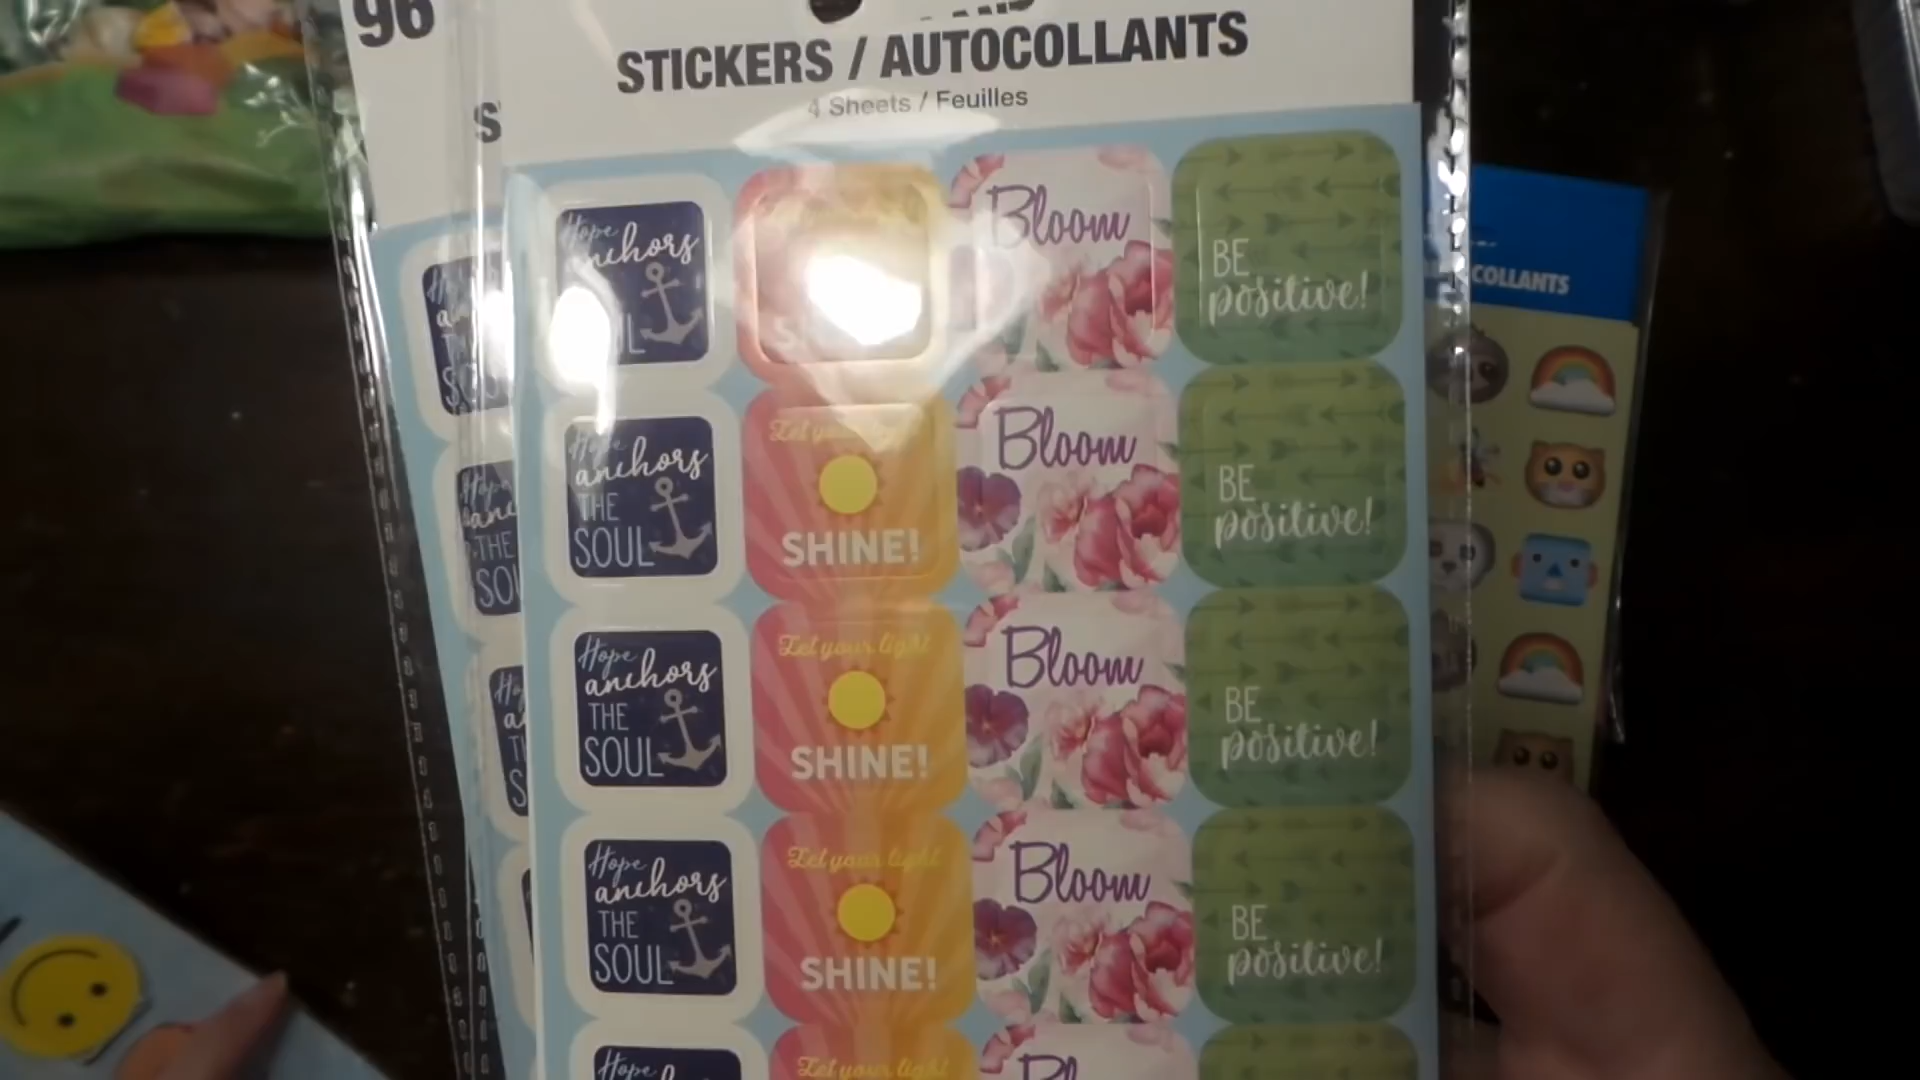 96
STICKERS / AUTOCOLLANTS
4 Sheets / Feuilles
Hope
anchors
SOUL
Bloom
BE
positive!
COLLANTS
Hope
anchors
THE
SOUL
Let your light
SHINE!
Bloom
BE
positive!
Hope
anchors
THE
SOUL
Let your light
SHINE!
Bloom
BE
positive!
Hope
anchors
THE
SOUL
Let your light
SHINE!
Bloom
BE
positive!
Hope
Let your light
Bloom